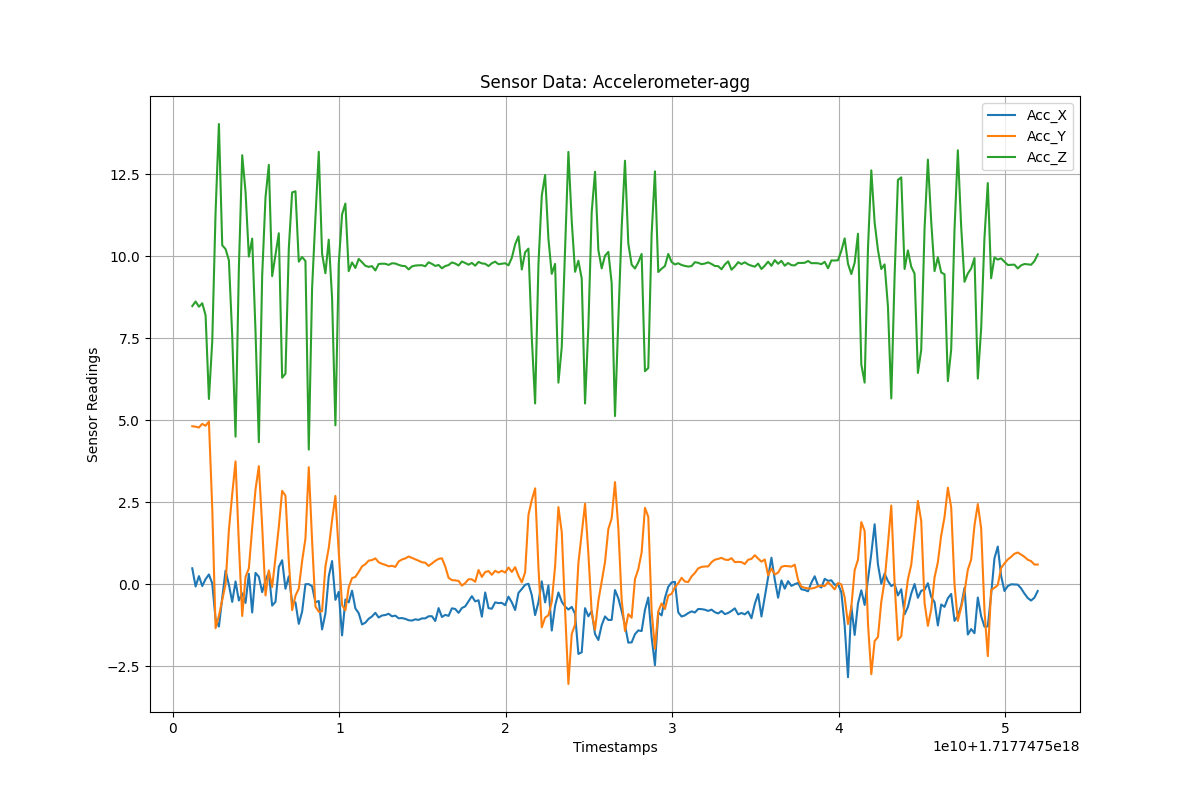 Sensor Data: Accelerometer-agg
Acc_X
Acc_Y
Acc_Z
Sensor Readings
12.5
10.0
7.5
5.0
2.5
0.0
−2.5
0 1 2 3 4 5
Timestamps
1e10+1.7177475e18